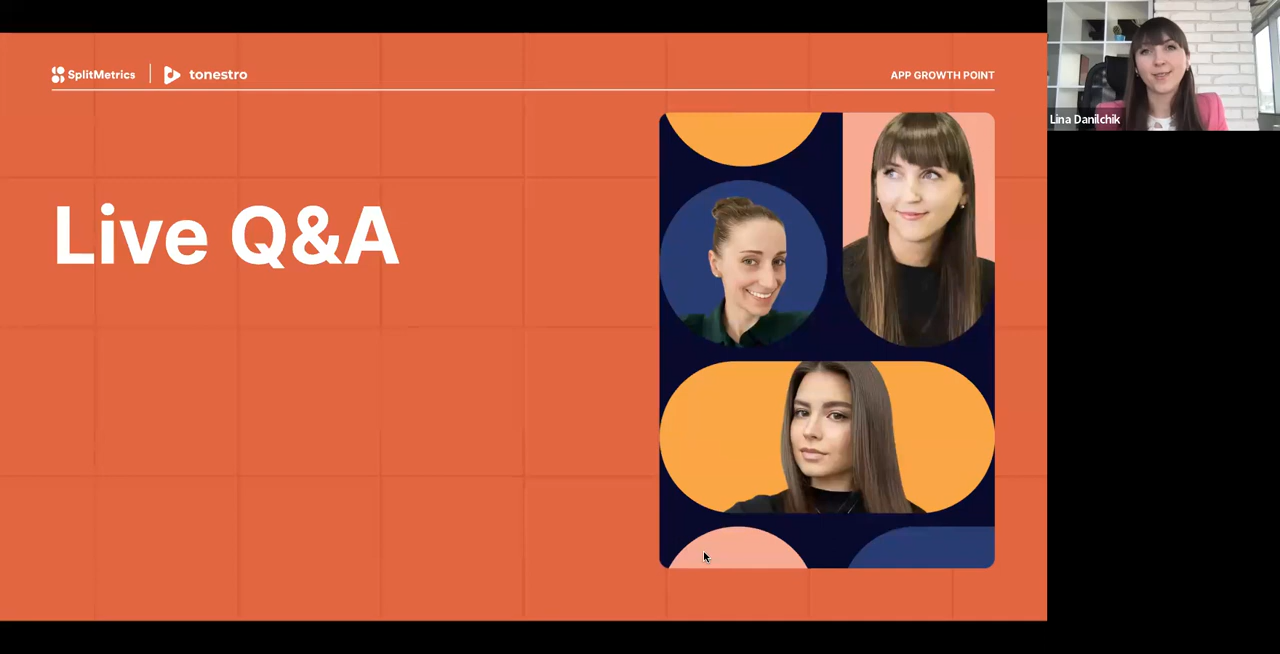 SplitMetrics | tonestro
APP GROWTH POINT
Lina Danilchik
Live Q&A